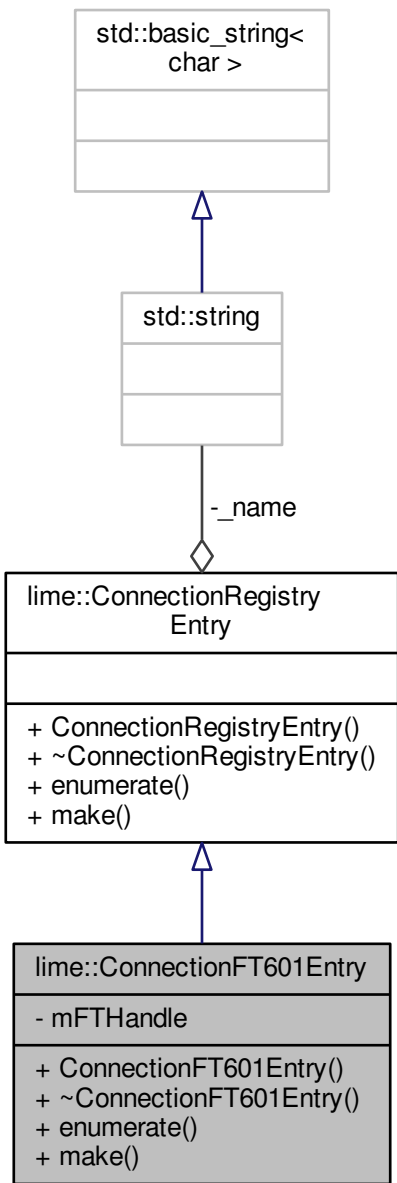 std::basic_string<
char >
std::string
-_name
lime::ConnectionRegistry
Entry
+ ConnectionRegistryEntry()
+ ~ConnectionRegistryEntry()
+ enumerate()
+ make()
lime::ConnectionFT601Entry
- mFTHandle
+ ConnectionFT601Entry()
+ ~ConnectionFT601Entry()
+ enumerate()
+ make()